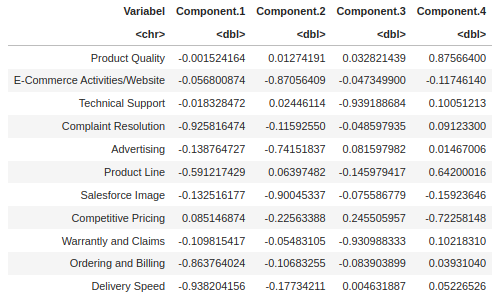 Variabel Component.1 Component.2 Component.3 Component.4
<chr> <dbl> <dbl> <dbl> <dbl>
Product Quality -0.001524164 0.01274191 0.032821439 0.87566400
E-Commerce Activities/Website -0.056800874 -0.87056409 -0.047349900 -0.11746140
Technical Support -0.018328472 0.02446114 -0.939188684 0.10051213
Complaint Resolution -0.925816474 -0.11592550 -0.048597935 0.09123300
Advertising -0.138764727 -0.74151837 0.081597982 0.01467006
Product Line -0.591217429 0.06397482 -0.145979417 0.64200016
Salesforce Image -0.132516177 -0.90045337 -0.075586779 -0.15923646
Competitive Pricing 0.085146874 -0.22563388 0.245505957 -0.72258148
Warrantly and Claims -0.109815417 -0.05483105 -0.930988333 0.10218310
Ordering and Billing -0.863764024 -0.10683255 -0.083903899 0.03931040
Delivery Speed -0.938204156 -0.17734211 0.004631887 0.05226526